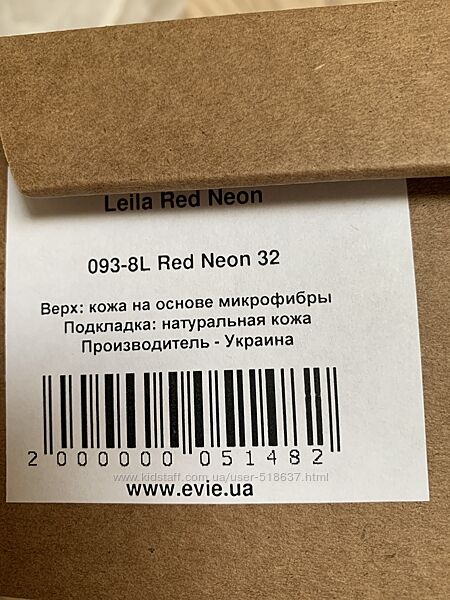 Leila Red Neon
093-8L Red Neon 32
Верх: кожа на основе микрофибры
Подкладка: натуральная кожа
Производитель - Украина
2 000000 051482
www.kidstaff.com.ua/user-518637.html
www.evie.ua